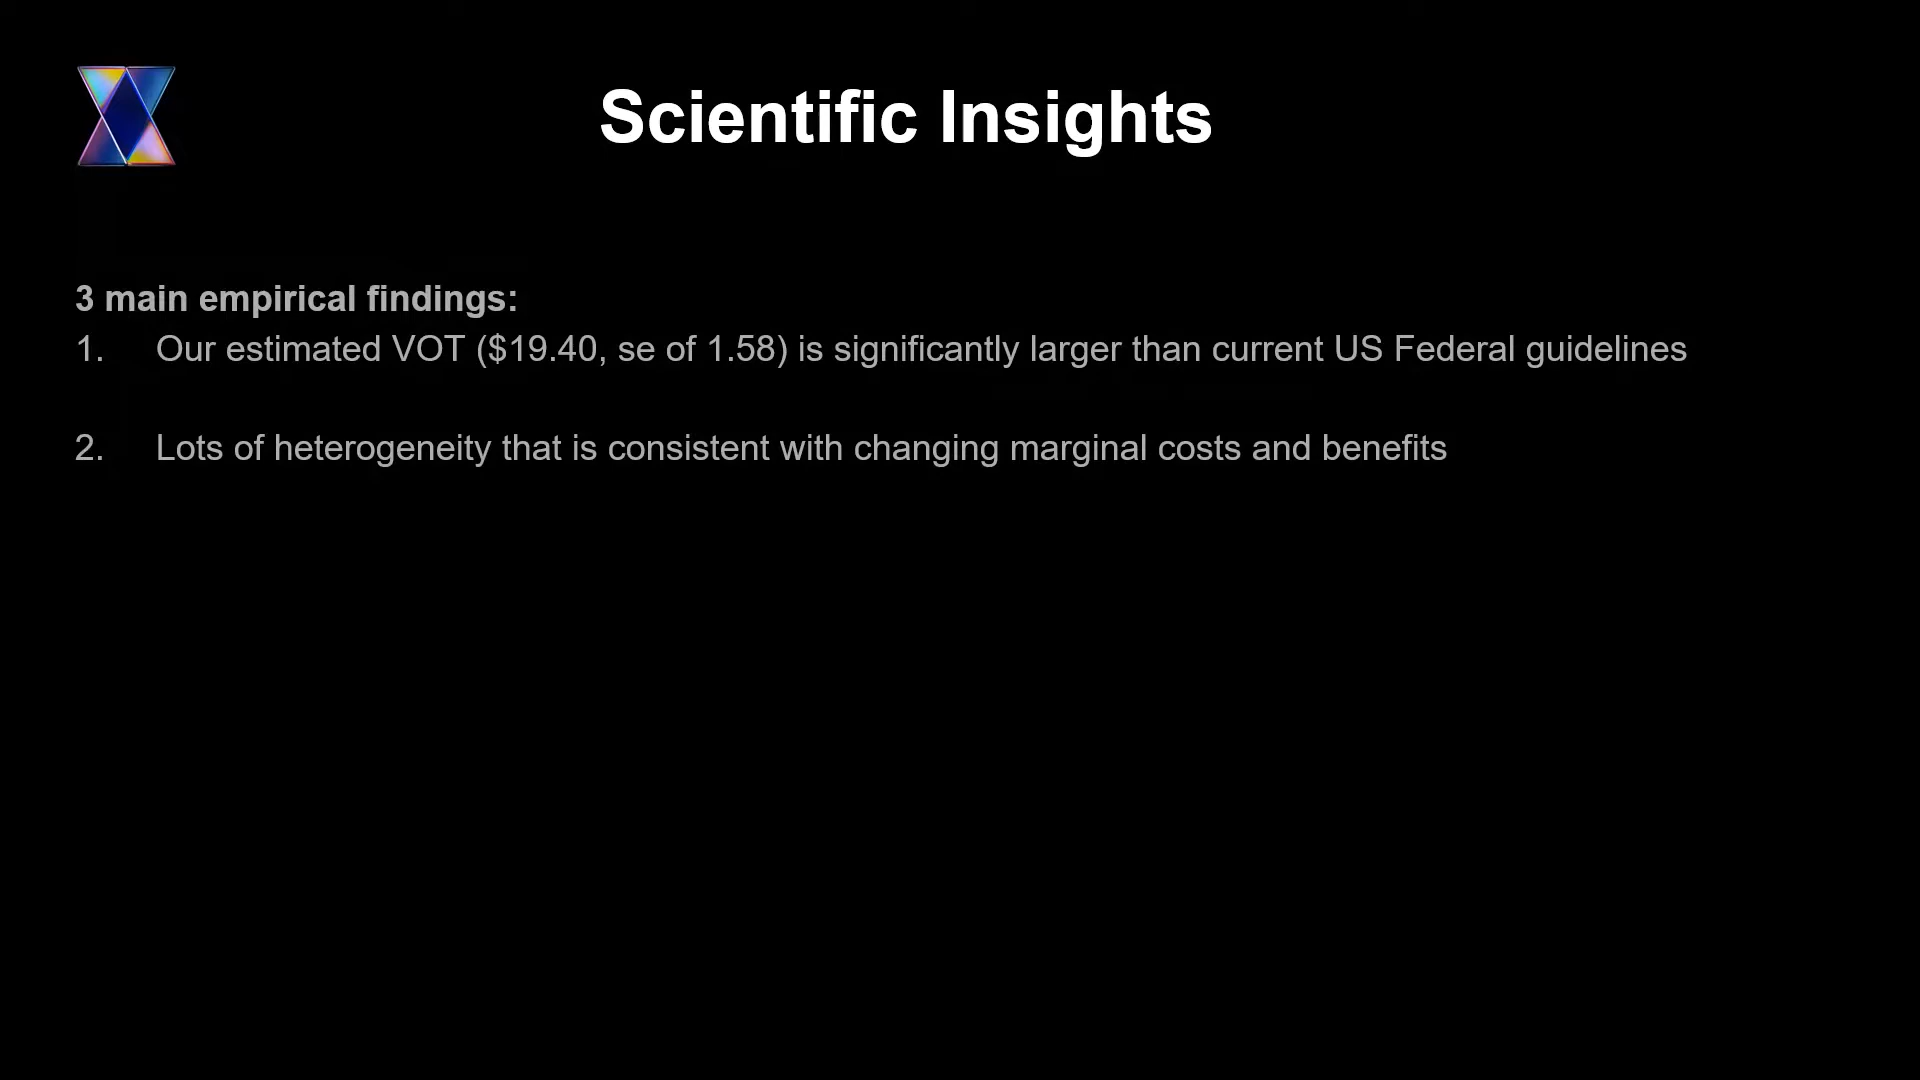 Scientific Insights
3 main empirical findings:
1. Our estimated VOT ($19.40, se of 1.58) is significantly larger than current US Federal guidelines
2. Lots of heterogeneity that is consistent with changing marginal costs and benefits